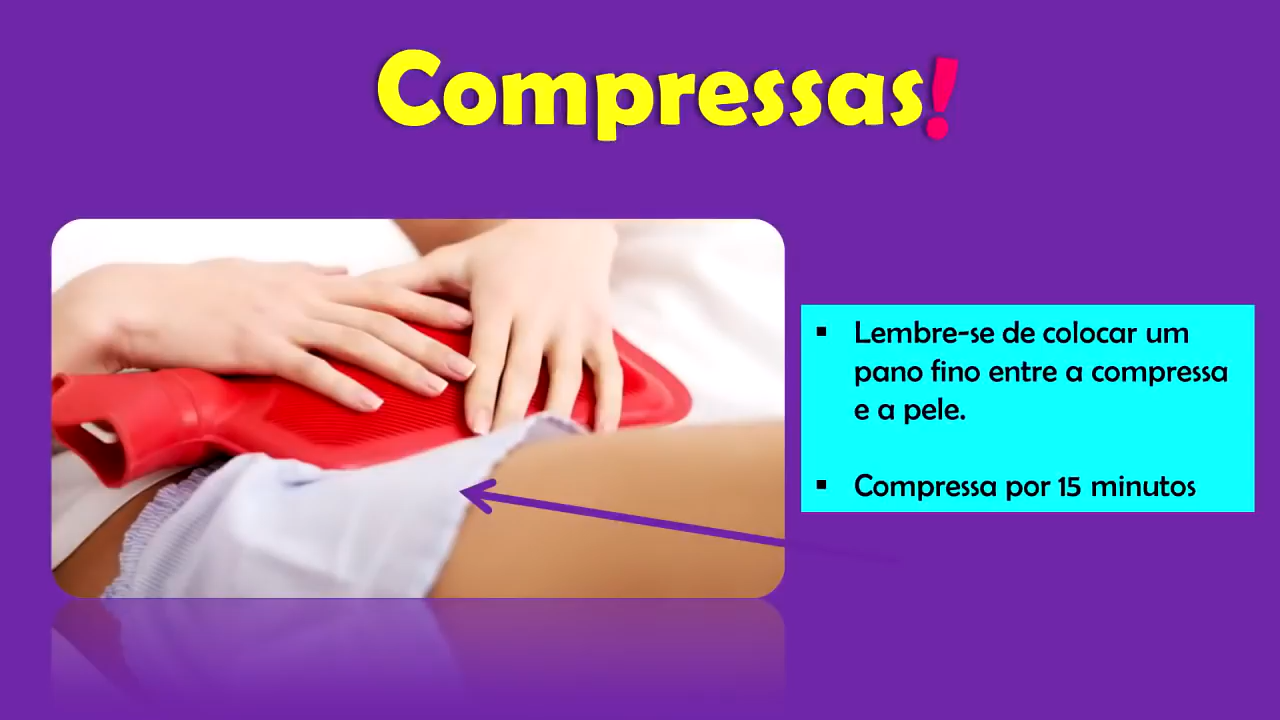 Compressas!
▪ Lembre-se de colocar um
pano fino entre a compressa
e a pele.
▪ Compressa por 15 minutos